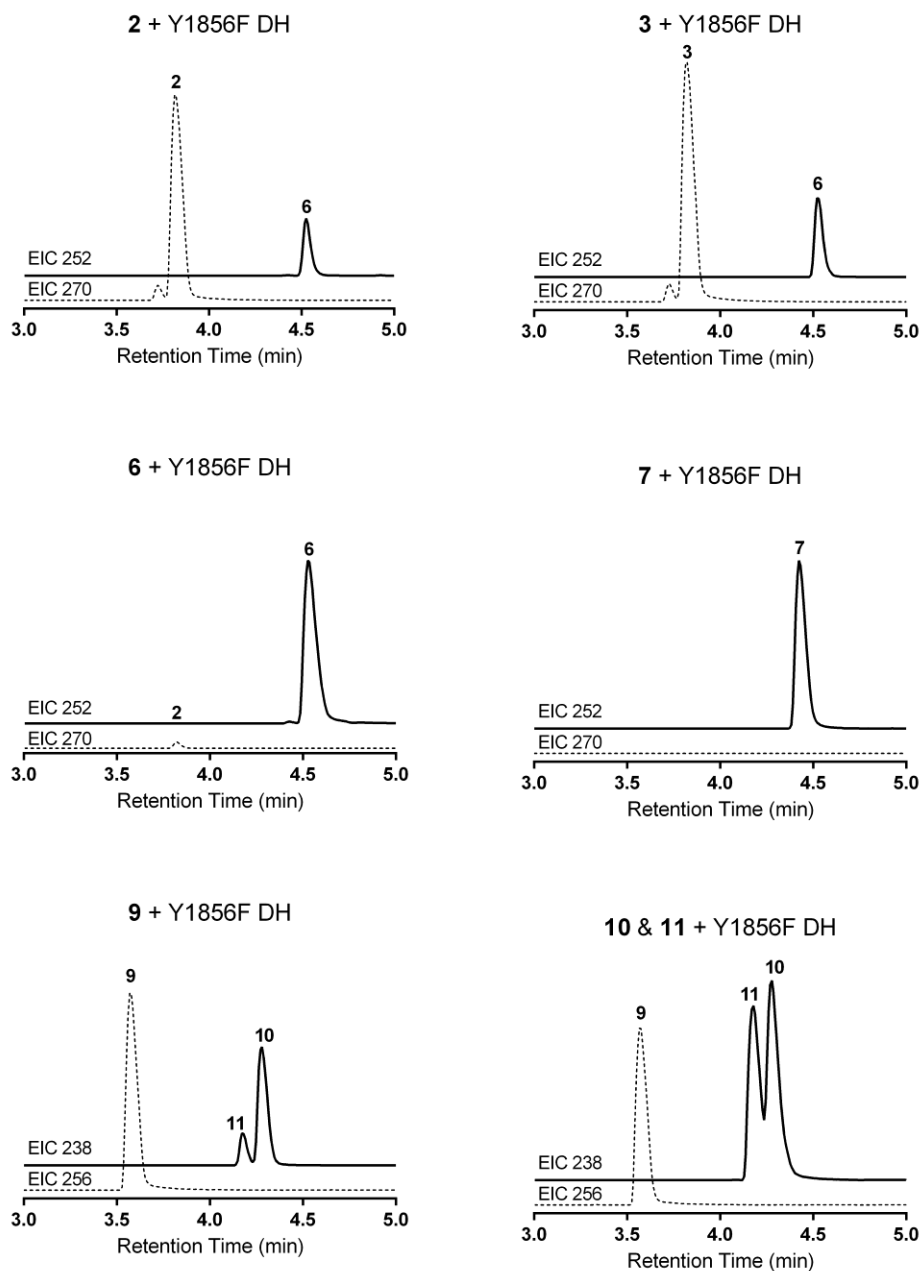 2 + Y1856F DH
2
6
EIC 252
EIC 270
3.0 3.5 4.0 4.5 5.0
Retention Time (min)
3 + Y1856F DH
3
6
EIC 252
EIC 270
3.0 3.5 4.0 4.5 5.0
Retention Time (min)
6 + Y1856F DH
6
EIC 252
2
EIC 270
3.0 3.5 4.0 4.5 5.0
Retention Time (min)
7 + Y1856F DH
7
EIC 252
EIC 270
3.0 3.5 4.0 4.5 5.0
Retention Time (min)
9 + Y1856F DH
9
10
11
EIC 238
EIC 256
3.0 3.5 4.0 4.5 5.0
Retention Time (min)
10 & 11 + Y1856F DH
10
11
9
EIC 238
EIC 256
3.0 3.5 4.0 4.5 5.0
Retention Time (min)